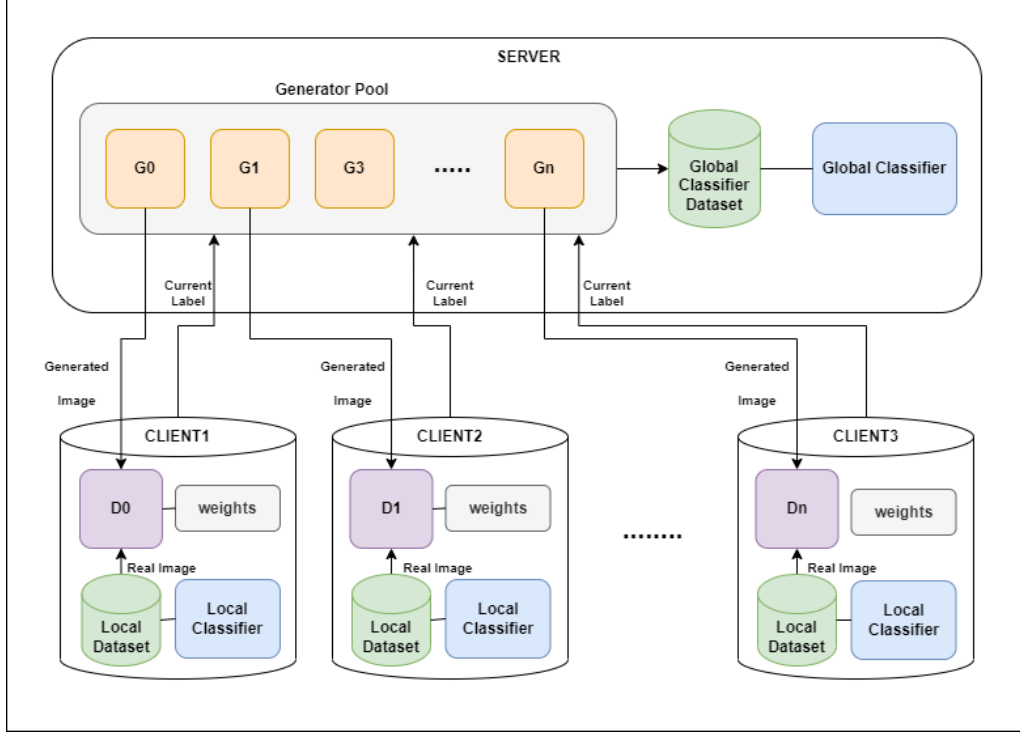 SERVER
Generator Pool
G0
G1
G3
.....
Gn
Global
Classifier
Dataset
Global Classifier
Current
Label
Current
Label
Current
Label
Generated
Image
Generated
Image
Generated
Image
CLIENT1
D0
weights
Real Image
Local
Dataset
Local
Classifier
CLIENT2
D1
weights
Real Image
Local
Dataset
Local
Classifier
........
CLIENT3
Dn
weights
Real Image
Local
Dataset
Local
Classifier